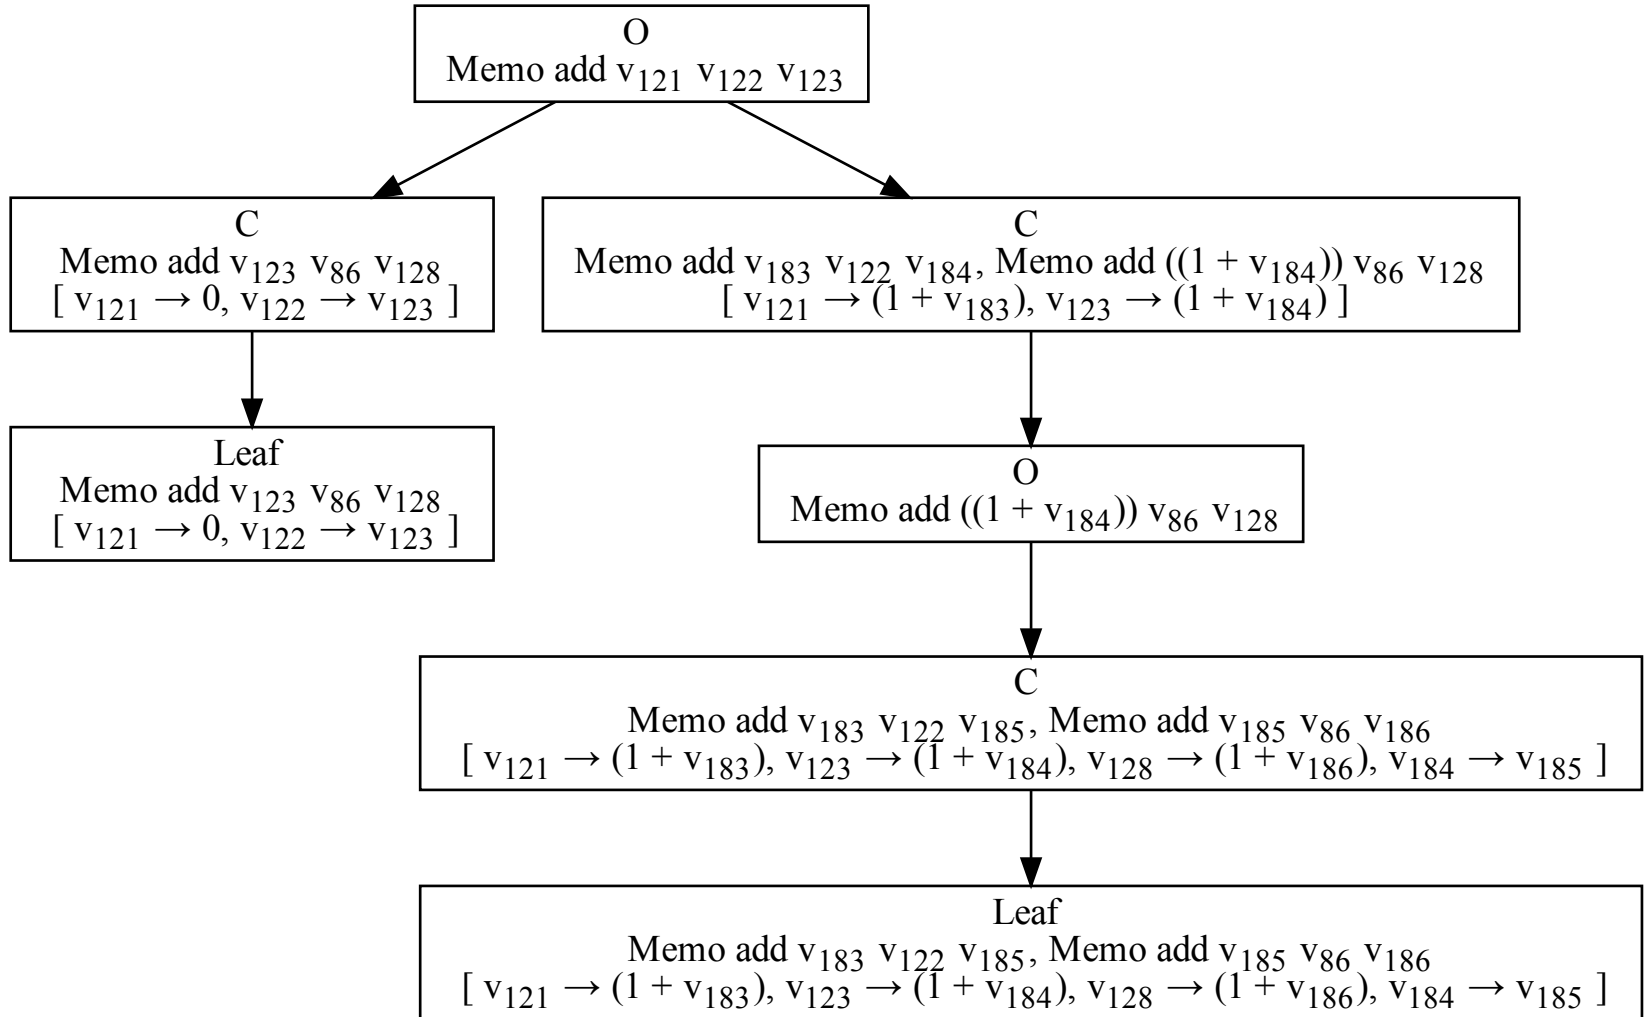 O
Memo add v₁₂₁ v₁₂₂ v₁₂₃
C
Memo add v₁₂₃ v₈₆ v₁₂₈
[ v₁₂₁ → 0, v₁₂₂ → v₁₂₃ ]
C
Memo add v₁₈₃ v₁₂₂ v₁₈₄, Memo add ((1 + v₁₈₄)) v₈₆ v₁₂₈
[ v₁₂₁ → (1 + v₁₈₃), v₁₂₃ → (1 + v₁₈₄) ]
Leaf
Memo add v₁₂₃ v₈₆ v₁₂₈
[ v₁₂₁ → 0, v₁₂₂ → v₁₂₃ ]
O
Memo add ((1 + v₁₈₄)) v₈₆ v₁₂₈
C
Memo add v₁₈₃ v₁₂₂ v₁₈₅, Memo add v₁₈₅ v₈₆ v₁₈₆
[ v₁₂₁ → (1 + v₁₈₃), v₁₂₃ → (1 + v₁₈₄), v₁₂₈ → (1 + v₁₈₆), v₁₈₄ → v₁₈₅ ]
Leaf
Memo add v₁₈₃ v₁₂₂ v₁₈₅, Memo add v₁₈₅ v₈₆ v₁₈₆
[ v₁₂₁ → (1 + v₁₈₃), v₁₂₃ → (1 + v₁₈₄), v₁₂₈ → (1 + v₁₈₆), v₁₈₄ → v₁₈₅ ]